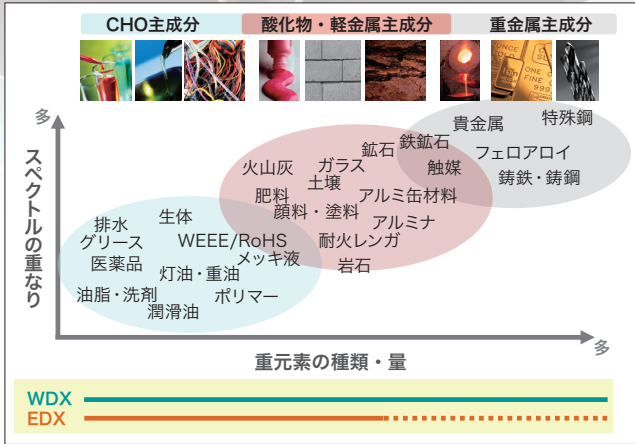 CHO主成分
酸化物・軽金属主成分
重金属主成分
多
スペクトルの重なり
貴金属
特殊鋼
鉄鉱石
鉱石
フェロアロイ
火山灰
ガラス
触媒
土壌
鋳鉄・鋳鋼
肥料
アルミ缶材料
顔料・塗料
アルミナ
生体
排水
グリース
WEEE/RoHS
耐火レンガ
メッキ液
医薬品
岩石
灯油・重油
油脂・洗剤
ポリマー
潤滑油
多
重元素の種類・量
WDX
EDX